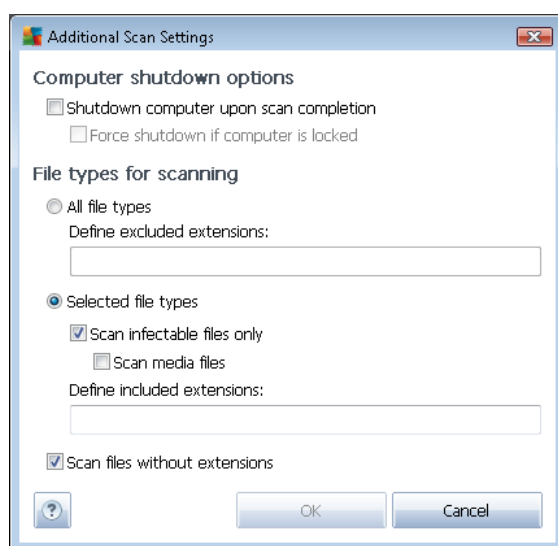 Additional Scan Settings
Computer shutdown options
Shutdown computer upon scan completion
Force shutdown if computer is locked
File types for scanning
All file types
Define excluded extensions:
Selected file types
Scan infectable files only
Scan media files
Define included extensions:
Scan files without extensions
? OK Cancel